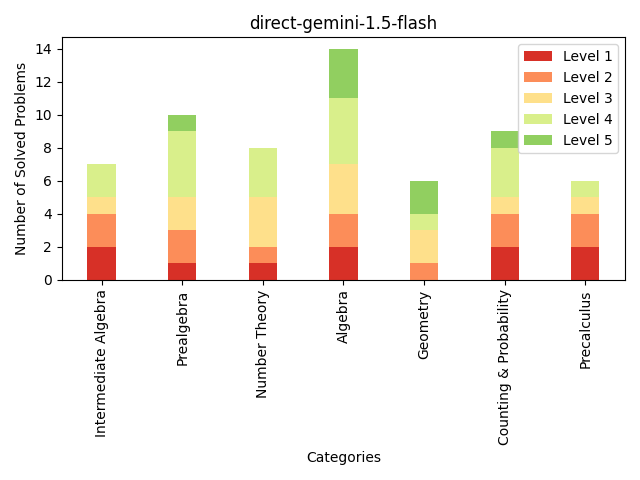 direct-gemini-1.5-flash
Number of Solved Problems
14
12
10
8
6
4
2
0
Level 1
Level 2
Level 3
Level 4
Level 5
Intermediate Algebra
Prealgebra
Number Theory
Algebra
Geometry
Counting & Probability
Precalculus
Categories